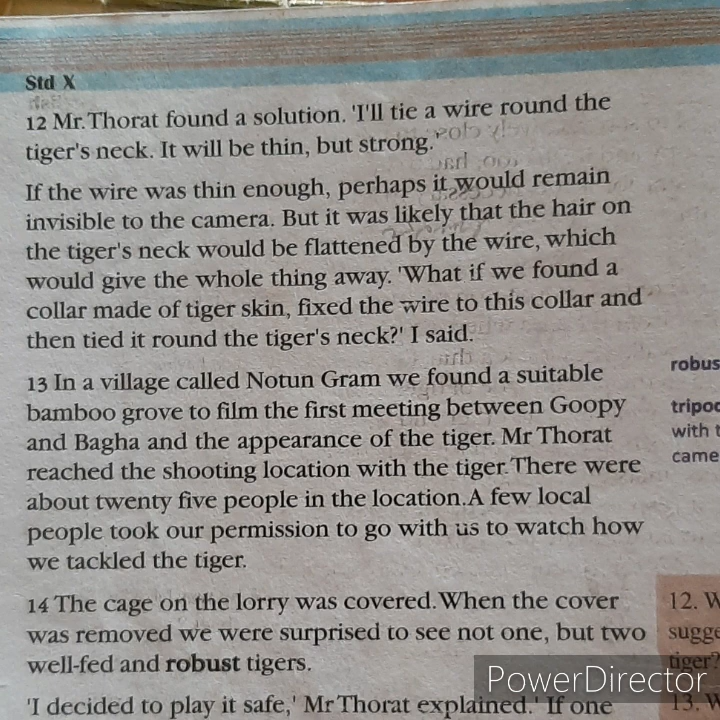 Std X
12 Mr. Thorat found a solution. 'I'll tie a wire round the
tiger's neck. It will be thin, but strong.'
If the wire was thin enough, perhaps it would remain
invisible to the camera. But it was likely that the hair on
the tiger's neck would be flattened by the wire, which
would give the whole thing away. 'What if we found a
collar made of tiger skin, fixed the wire to this collar and
then tied it round the tiger's neck?' I said.
13 In a village called Notun Gram we found a suitable
bamboo grove to film the first meeting between Goopy
and Bagha and the appearance of the tiger. Mr Thorat
reached the shooting location with the tiger. There were
about twenty five people in the location. A few local
people took our permission to go with us to watch how
we tackled the tiger.
14 The cage on the lorry was covered. When the cover
was removed we were surprised to see not one, but two
well-fed and robust tigers.
'I decided to play it safe,' Mr Thorat explained.' If one
robus
tripod
with t
came
12. W
sugge
tiger?
13. W
PowerDirector